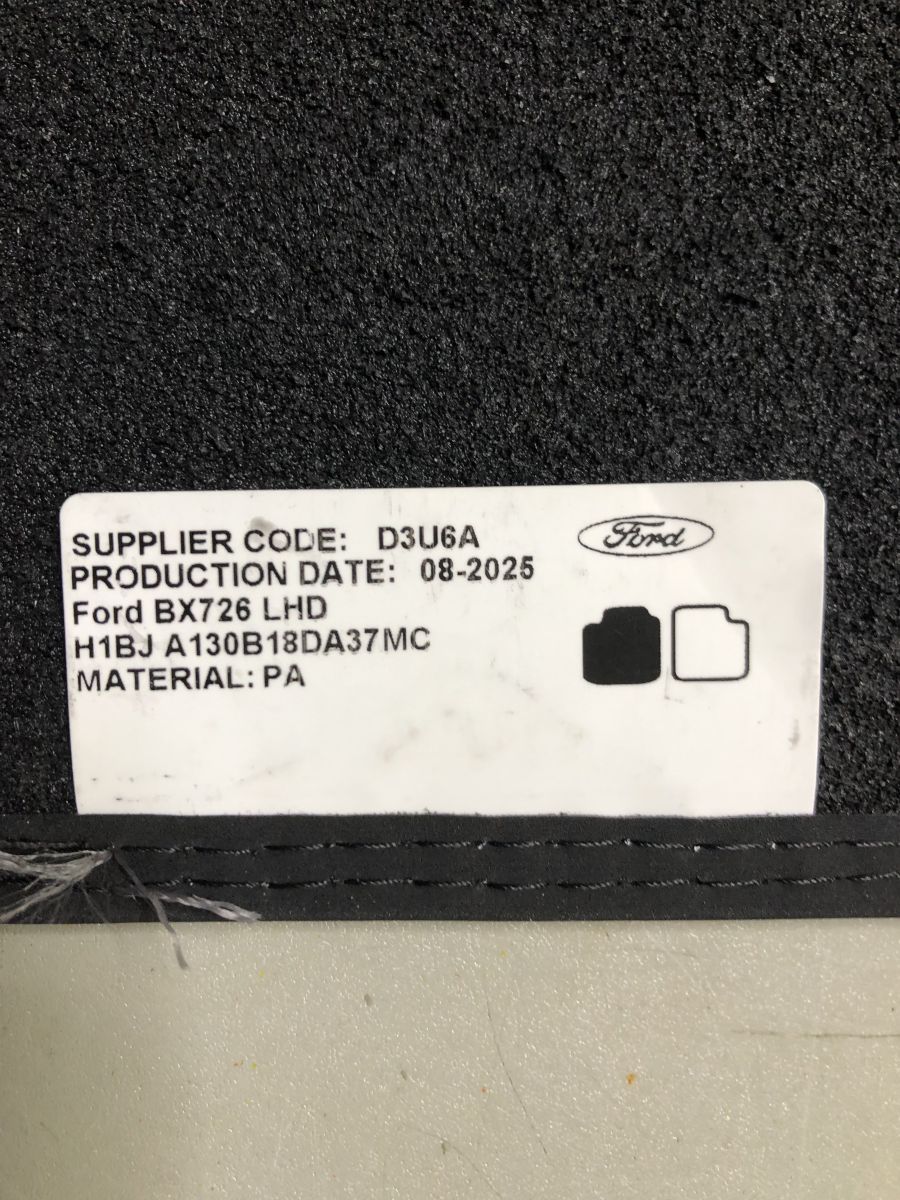 SUPPLIER CODE: D3U6A
Ford
PRODUCTION DATE: 08-2025
Ford BX726 LHD
H1BJ A130B18DA37MC
MATERIAL: PA